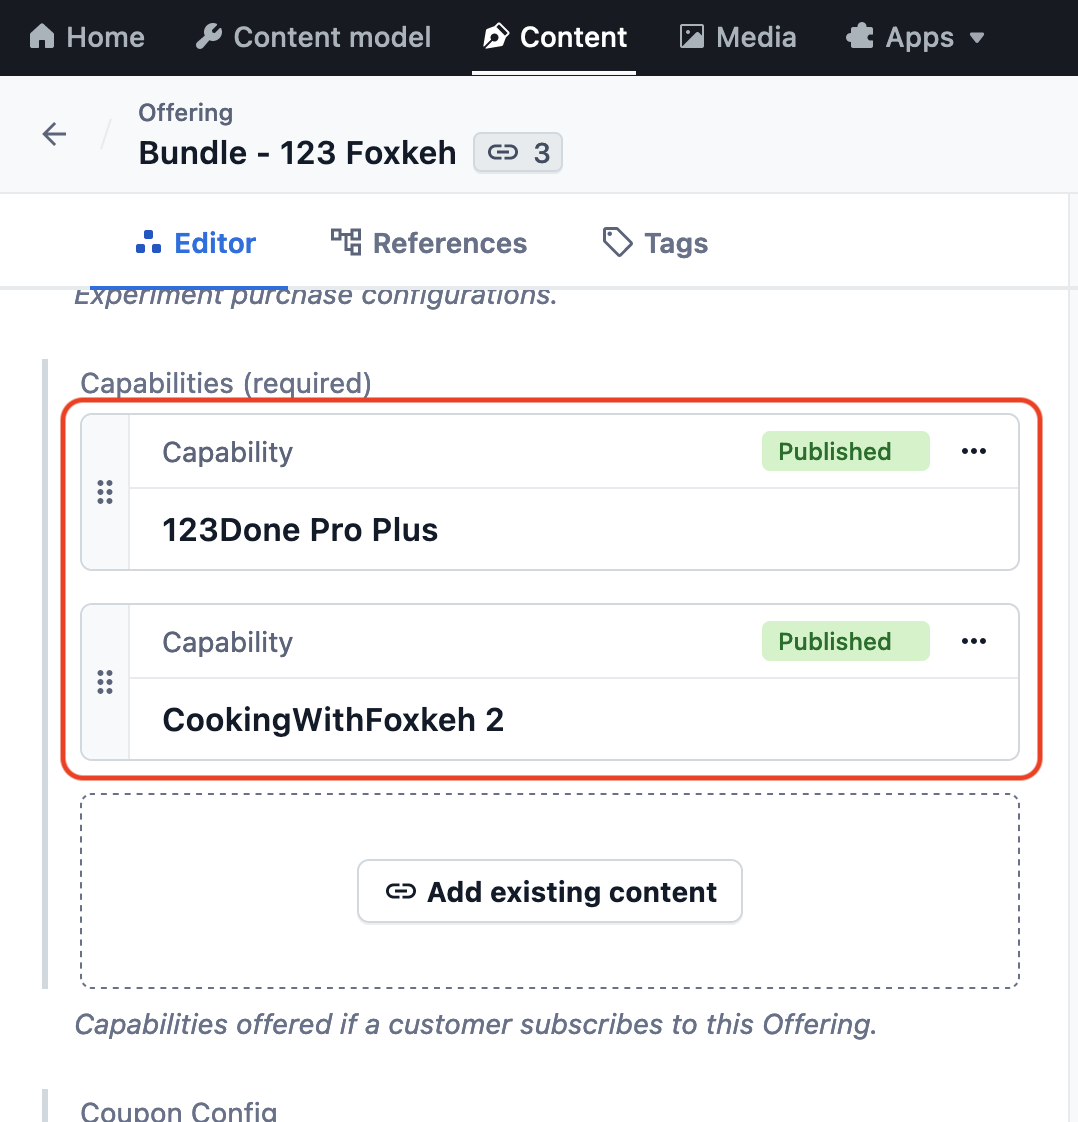 Home Content model Content Media Apps
Offering
Bundle - 123 Foxkeh 3
Editor References Tags
Experiment purchase configurations.
Capabilities (required)
Capability Published
123Done Pro Plus
Capability Published
CookingWithFoxkeh 2
Add existing content
Capabilities offered if a customer subscribes to this Offering.
Coupon Config